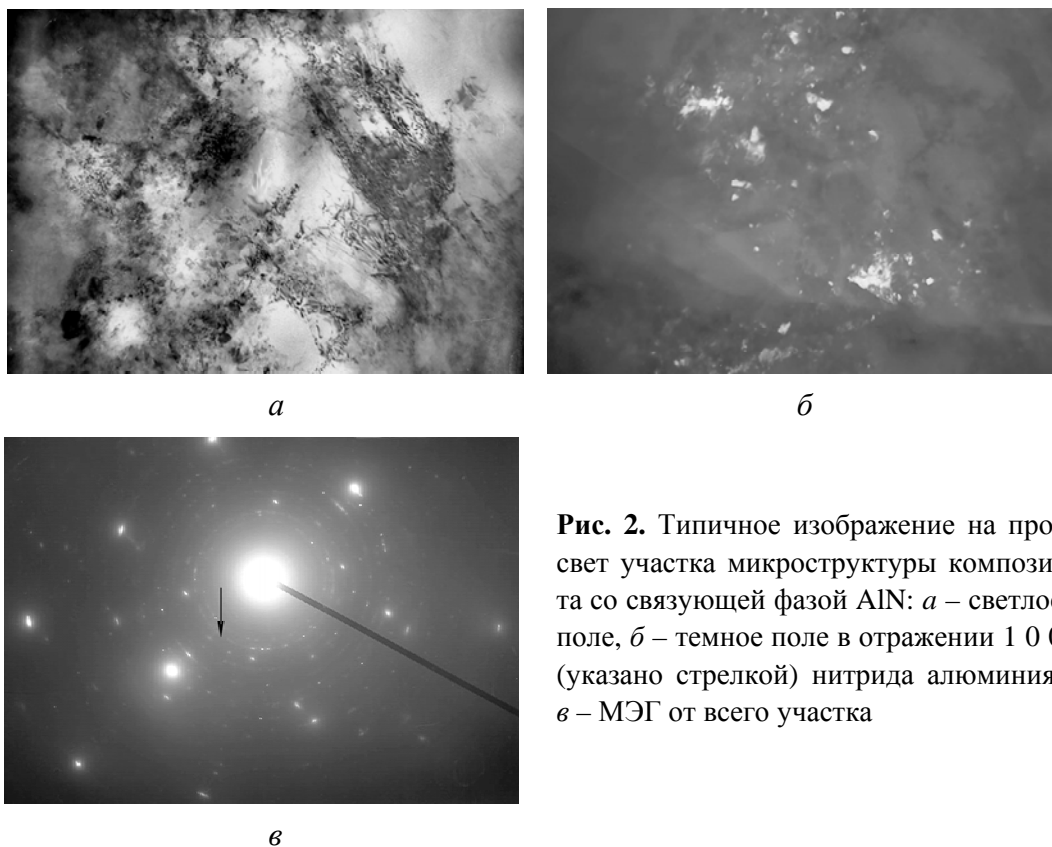 а
б
Рис. 2. Типичное изображение на про-
свет участка микроструктуры компози-
та со связующей фазой AlN: а – светлое
поле, б – темное поле в отражении 1 0
(указано стрелкой) нитрида алюминия
в – МЭГ от всего участка
в